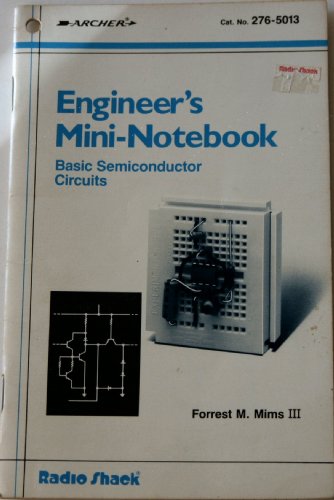 ARCHER®
Cat. No. 276-5013
Radio Shack
Engineer's
Mini-Notebook
Basic Semiconductor
Circuits
Forrest M. Mims III
Radio Shack®